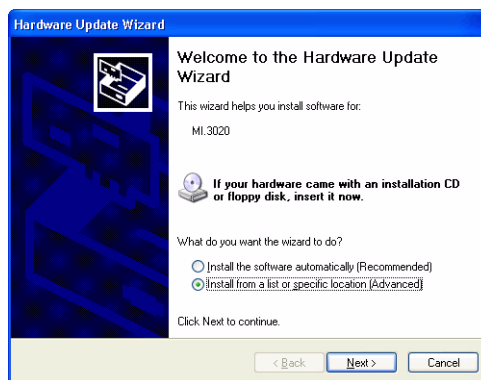 Hardware Update Wizard
Welcome to the Hardware Update
Wizard
This wizard helps you install software for:
MI.3020
If your hardware came with an installation CD
or floppy disk, insert it now.
What do you want the wizard to do?
Install the software automatically (Recommended)
Install from a list or specific location (Advanced)
Click Next to continue.
< Back Next > Cancel